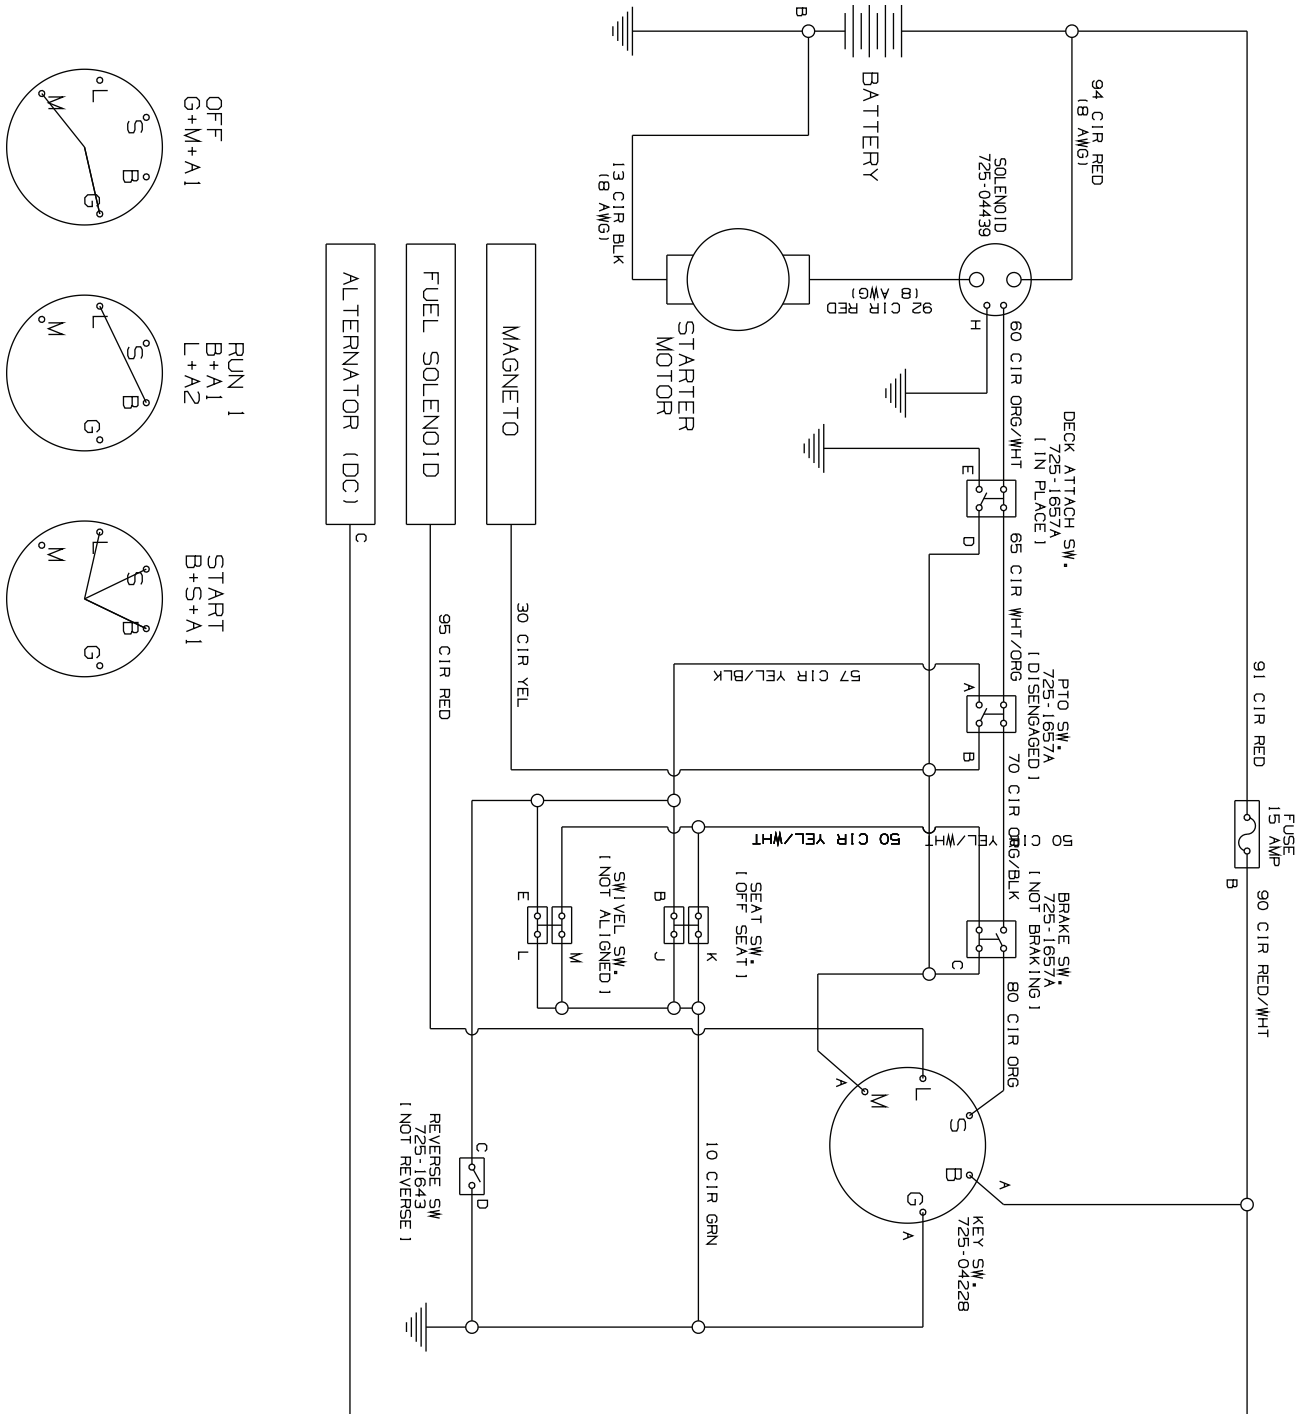 B
BATTERY
94 CIR RED
(8 AWG)
SOLENOID
725-04439
13 CIR BLK
(8 AWG)
STARTER
MOTOR
92 CIR RED
(8 AWG)
H
60 CIR ORG/WHT
DECK ATTACH SW.
725-1657A
[ IN PLACE ]
E
D
65 CIR WHT/ORG
PTO SW.
725-1657A
[ DISENGAGED ]
A
B
57 CIR YEL/BLK
70 CIR ORG/BLK
91 CIR RED
FUSE
15 AMP
B
90 CIR RED/WHT
50 CIR YEL/WHT
50 CIR YEL/WHT
BRAKE SW.
725-1657A
[ NOT BRAKING ]
C
80 CIR ORG
SEAT SW.
[ OFF SEAT ]
B
J
K
SWIVEL SW.
[ NOT ALIGNED ]
E
L
M
MAGNETO
FUEL SOLENOID
ALTERNATOR (DC)
C
30 CIR YEL
95 CIR RED
REVERSE SW
725-1643
[ NOT REVERSE ]
C
D
10 CIR GRN
KEY SW.
725-04228
M
L
S
B
G
A
A
A
OFF
G+M+A1
L
M
S
B
G
RUN 1
B+A1
L+A2
L
M
S
B
G
START
B+S+A1
L
M
S
B
G